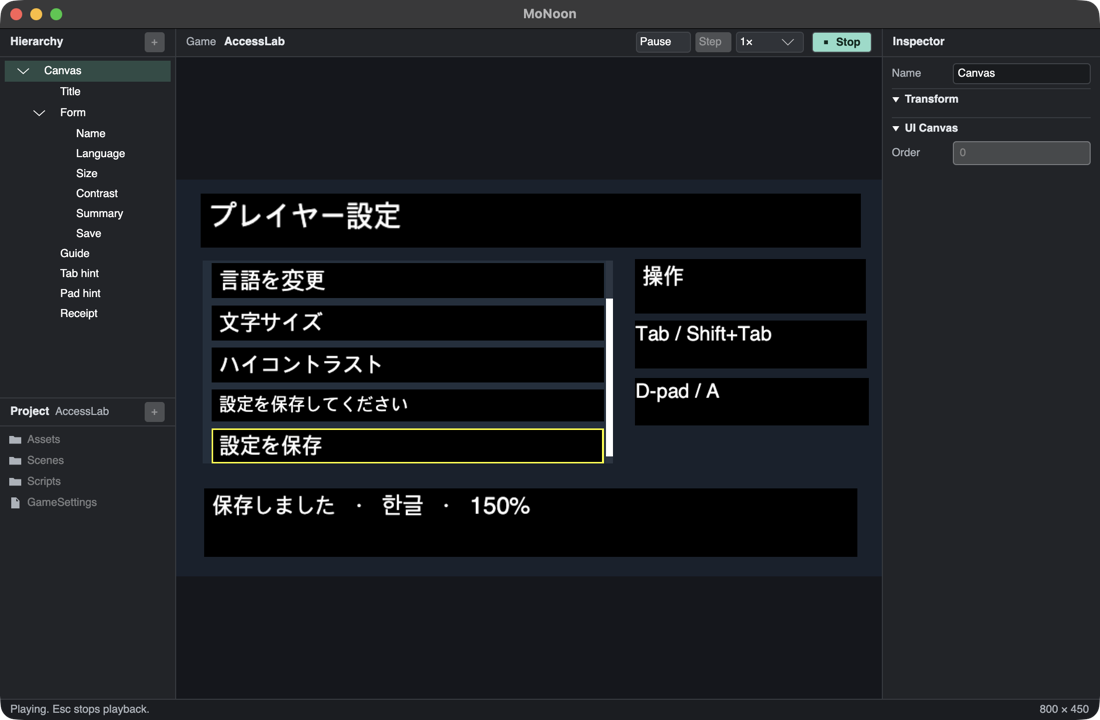 MoNoon
Hierarchy +
Canvas
Title
Form
Name
Language
Size
Contrast
Summary
Save
Guide
Tab hint
Pad hint
Receipt
Project AccessLab +
Assets
Scenes
Scripts
GameSettings
Game AccessLab Pause Step 1× Stop
プレイヤー設定
言語を変更
文字サイズ
ハイコントラスト
設定を保存してください
設定を保存
操作
Tab / Shift+Tab
D-pad / A
保存しました · 한글 · 150%
Inspector
Name Canvas
Transform
UI Canvas
Order 0
Playing. Esc stops playback. 800 × 450